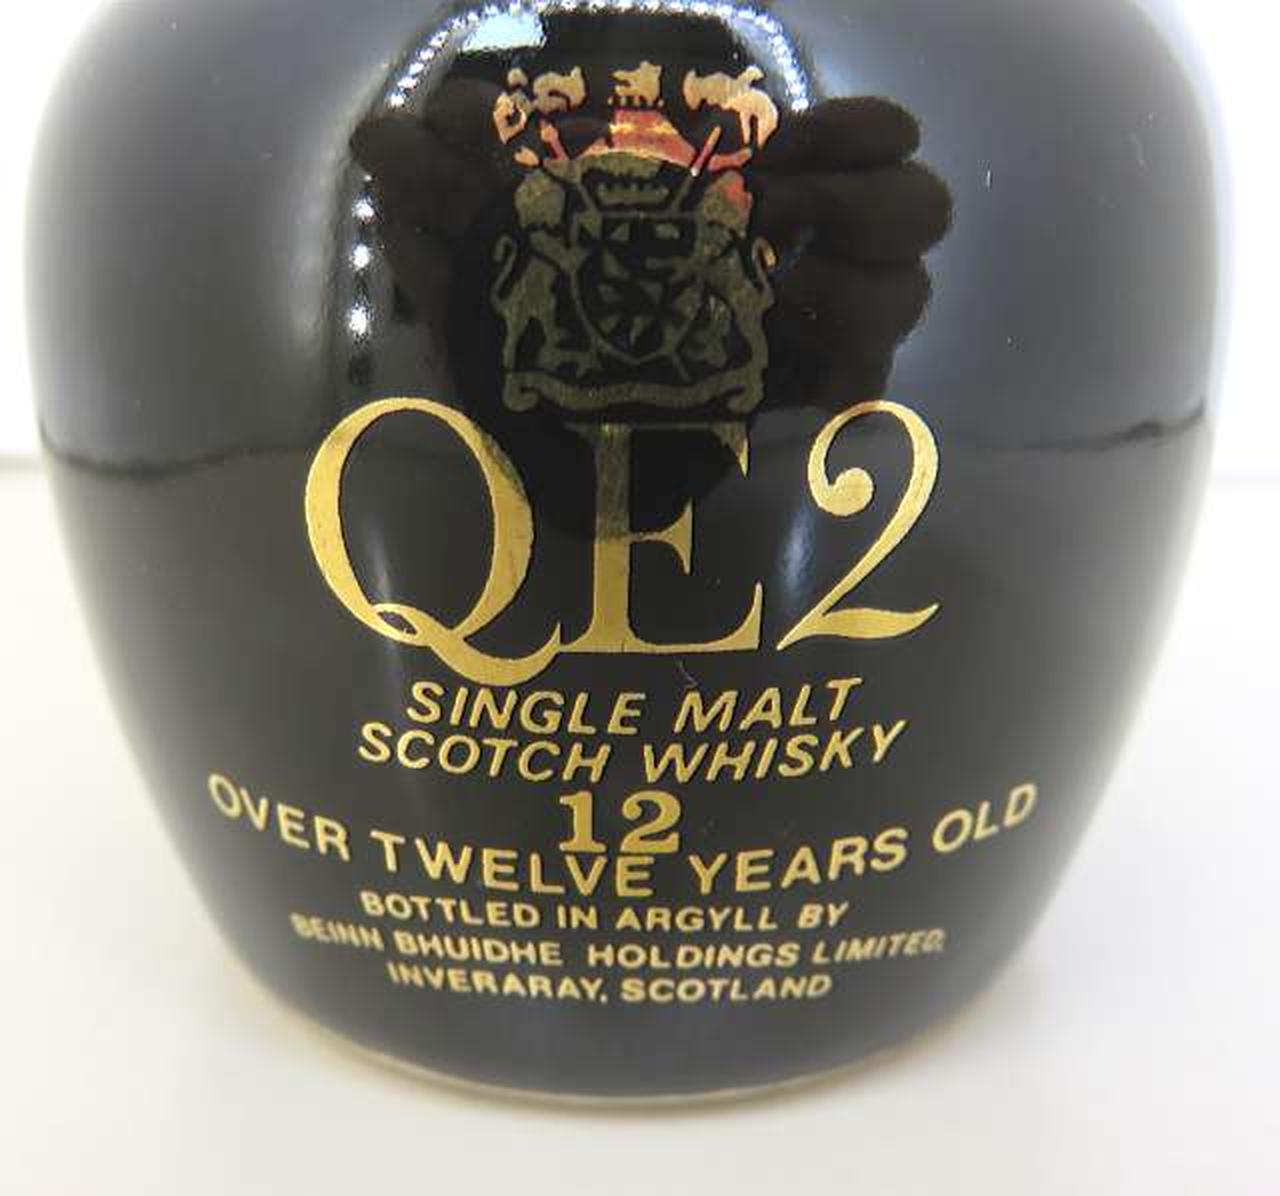 QE2
SINGLE MALT
SCOTCH WHISKY
12
OVER TWELVE YEARS OLD
BOTTLED IN ARGYLL BY
BEINN BHUIDHE HOLDINGS LIMITED,
INVERARAY, SCOTLAND